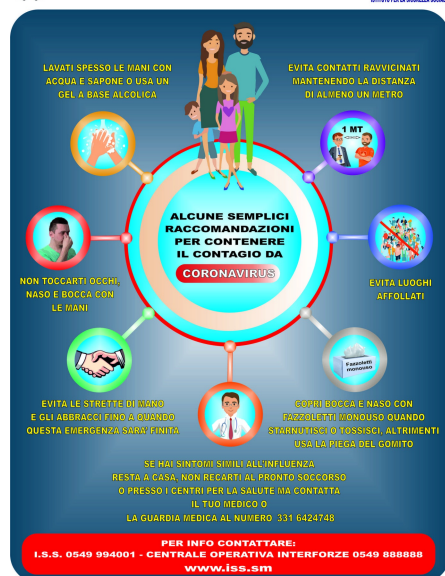 ISTITUTO PER LA SICUREZZA SOCIALE
LAVATI SPESSO LE MANI CON
ACQUA E SAPONE O USA UN
GEL A BASE ALCOLICA
EVITA CONTATTI RAVVICINATI
MANTENENDO LA DISTANZA
DI ALMENO UN METRO
1 MT
ALCUNE SEMPLICI
RACCOMANDAZIONI
PER CONTENERE
IL CONTAGIO DA
CORONAVIRUS
NON TOCCARTI OCCHI,
NASO E BOCCA CON
LE MANI
EVITA LUOGHI
AFFOLLATI
Fazzoletti
monouso
EVITA LE STRETTE DI MANO
E GLI ABBRACCI FINO A QUANDO
QUESTA EMERGENZA SARA' FINITA
COPRI BOCCA E NASO CON
FAZZOLETTI MONOUSO QUANDO
STARNUTISCI O TOSSISCI. ALTRIMENTI
USA LA PIEGA DEL GOMITO
SE HAI SINTOMI SIMILI ALL'INFLUENZA
RESTA A CASA, NON RECARTI AL PRONTO SOCCORSO
O PRESSO I CENTRI PER LA SALUTE MA CONTATTA
IL TUO MEDICO O
LA GUARDIA MEDICA AL NUMERO 331 6424748
PER INFO CONTATTARE:
I.S.S. 0549 994001 - CENTRALE OPERATIVA INTERFORZE 0549 888888
www.iss.sm